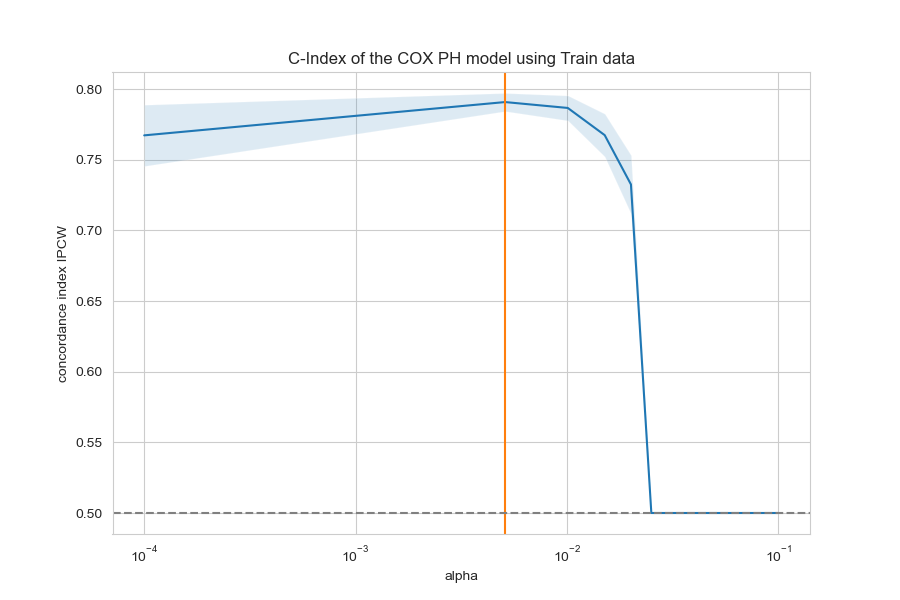 C-Index of the COX PH model using Train data
concordance index IPCW
0.80
0.75
0.70
0.65
0.60
0.55
0.50
10⁻⁴ 10⁻³ 10⁻² 10⁻¹
alpha